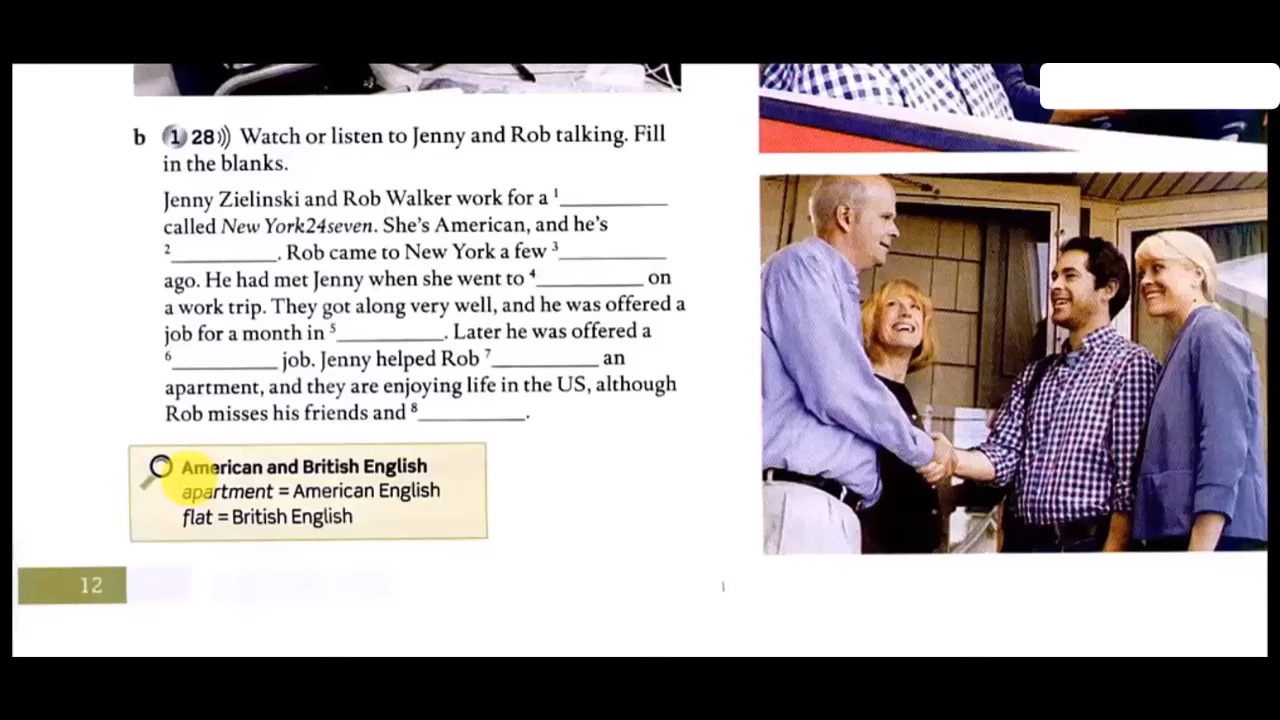 b 1 28 Watch or listen to Jenny and Rob talking. Fill
in the blanks.
Jenny Zielinski and Rob Walker work for a 1__________
called New York24seven. She's American, and he's
2__________. Rob came to New York a few 3__________
ago. He had met Jenny when she went to 4__________ on
a work trip. They got along very well, and he was offered a
job for a month in 5__________. Later he was offered a
6__________ job. Jenny helped Rob 7__________ an
apartment, and they are enjoying life in the US, although
Rob misses his friends and 8__________.
American and British English
apartment = American English
flat = British English
12